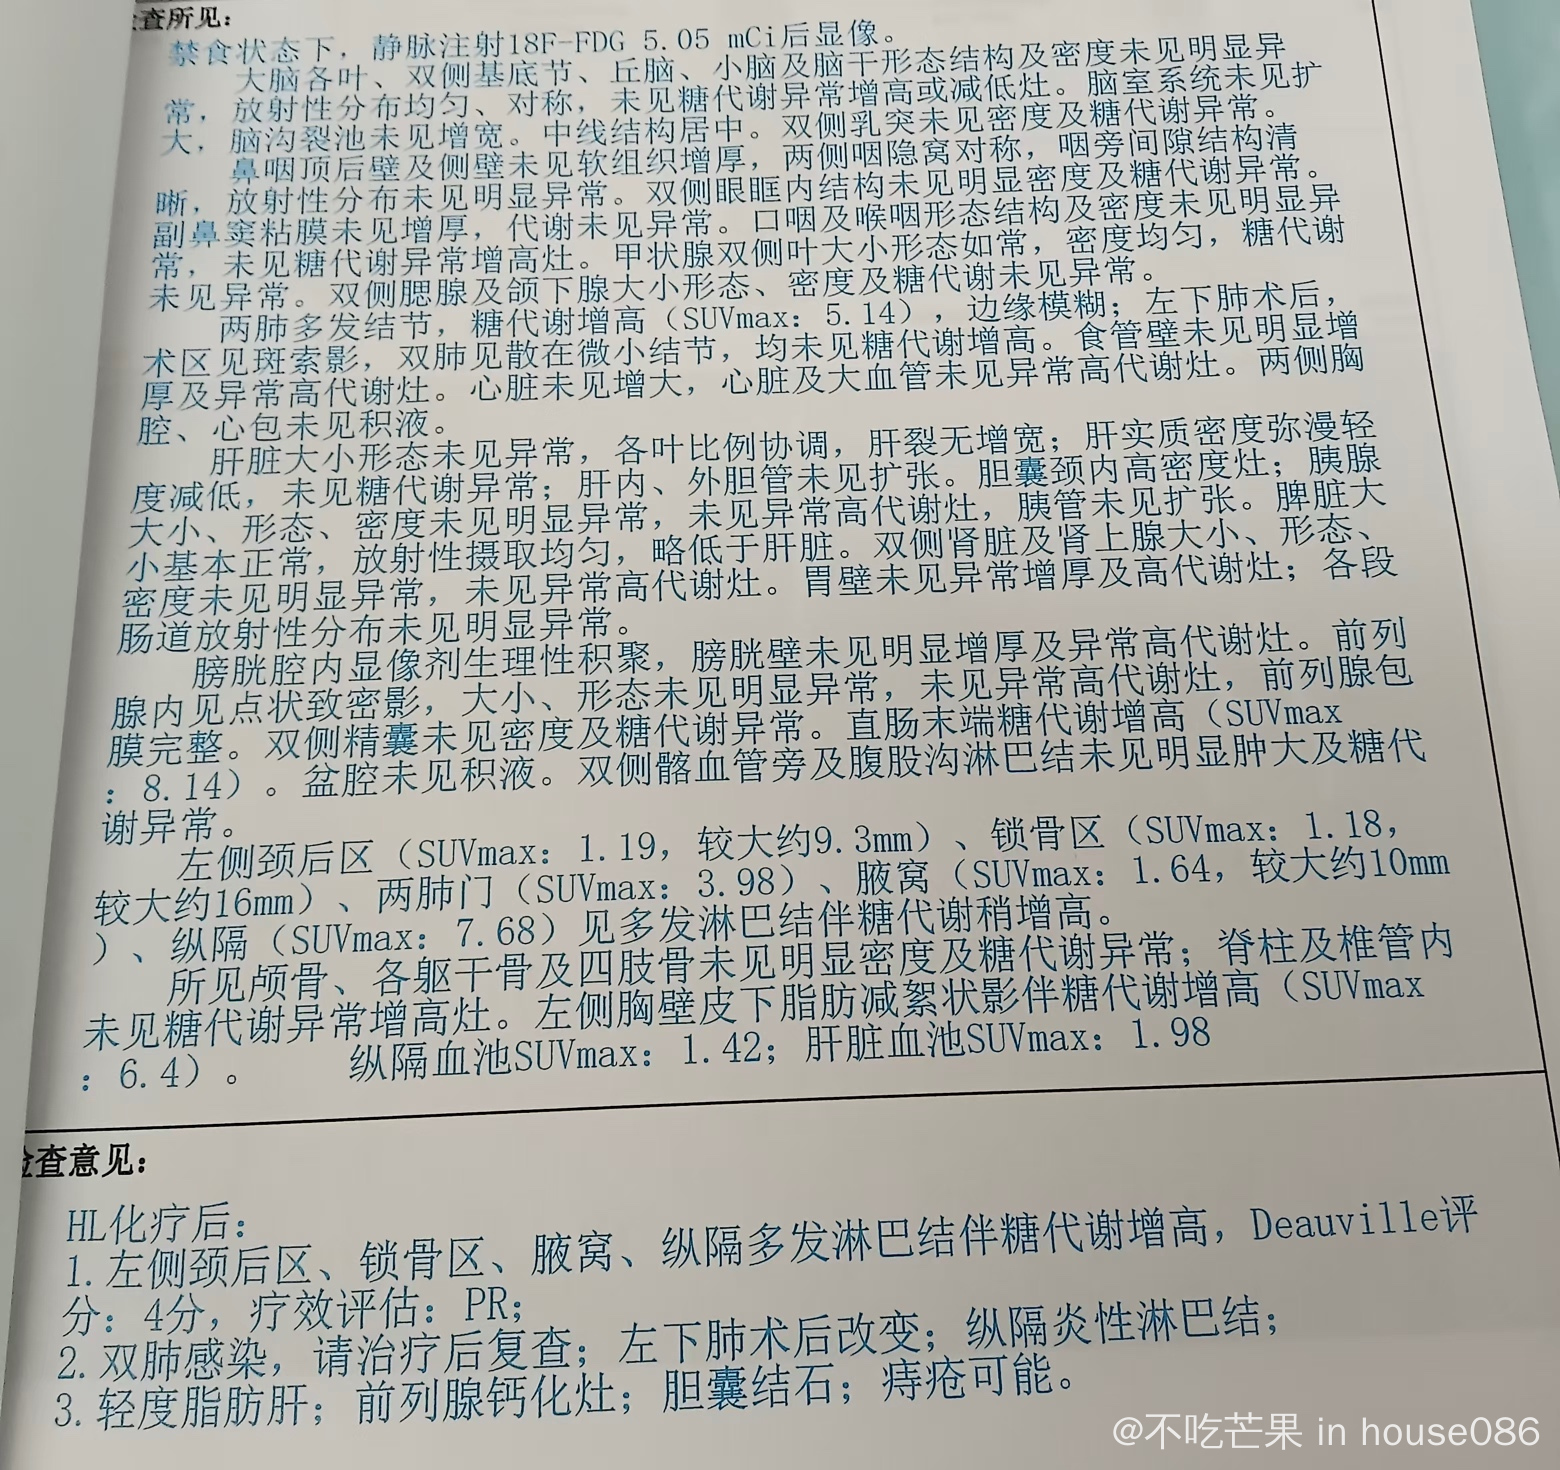 检查所见：
禁食状态下，静脉注射18F-FDG 5.05 mCi后显像。
大脑各叶、双侧基底节、丘脑、小脑及脑干形态结构及密度未见明显异
常，放射性分布均匀、对称，未见糖代谢异常增高或减低灶。脑室系统未见扩
大，脑沟裂池未见增宽。中线结构居中。双侧乳突未见密度及糖代谢异常。
鼻咽顶后壁及侧壁未见软组织增厚，两侧咽隐窝对称，咽旁间隙结构清
晰，放射性分布未见明显异常。双侧眼眶内结构未见明显密度及糖代谢异常。
副鼻窦粘膜未见增厚，代谢未见异常。口咽及喉咽形态结构及密度未见明显异
常，未见糖代谢异常增高灶。甲状腺双侧叶大小形态如常，密度均匀，糖代谢
未见异常。双侧腮腺及颌下腺大小形态、密度及糖代谢未见异常。
两肺多发结节，糖代谢增高（SUVmax：5.14），边缘模糊；左下肺术后，
术区见斑索影，双肺见散在微小结节，均未见糖代谢增高。食管壁未见明显增
厚及异常高代谢灶。心脏未见增大，心脏及大血管未见异常高代谢灶。两侧胸
腔、心包未见积液。
肝脏大小形态未见异常，各叶比例协调，肝裂无增宽；肝实质密度弥漫轻
度减低，未见糖代谢异常；肝内、外胆管未见扩张。胆囊颈内高密度灶；胰腺
大小、形态、密度未见明显异常，未见异常高代谢灶，胰管未见扩张。脾脏大
小基本正常，放射性摄取均匀，略低于肝脏。双侧肾脏及肾上腺大小、形态、
密度未见明显异常，未见异常高代谢灶。胃壁未见异常增厚及高代谢灶；各段
肠道放射性分布未见明显异常。
膀胱腔内显像剂生理性积聚，膀胱壁未见明显增厚及异常高代谢灶。前列
腺内见点状致密影，大小、形态未见明显异常，未见异常高代谢灶，前列腺包
膜完整。双侧精囊未见密度及糖代谢异常。直肠末端糖代谢增高（SUVmax
：8.14）。盆腔未见积液。双侧髂血管旁及腹股沟淋巴结未见明显肿大及糖代
谢异常。
左侧颈后区（SUVmax：1.19，较大约9.3mm）、锁骨区（SUVmax：1.18，
较大约16mm）、两肺门（SUVmax：3.98）、腋窝（SUVmax：1.64，较大约10mm
）、纵隔（SUVmax：7.68）见多发淋巴结伴糖代谢稍增高。
所见颅骨、各躯干骨及四肢骨未见明显密度及糖代谢异常；脊柱及椎管内
未见糖代谢异常增高灶。左侧胸壁皮下脂肪减絮状影伴糖代谢增高（SUVmax
：6.4）。 纵隔血池SUVmax：1.42；肝脏血池SUVmax：1.98
检查意见：
HL化疗后：
1.左侧颈后区、锁骨区、腋窝、纵隔多发淋巴结伴糖代谢增高，Deauville评
分：4分，疗效评估：PR；
2.双肺感染，请治疗后复查；左下肺术后改变；纵隔炎性淋巴结；
3.轻度脂肪肝；前列腺钙化灶；胆囊结石；痔疮可能。
@不吃芒果 in house086